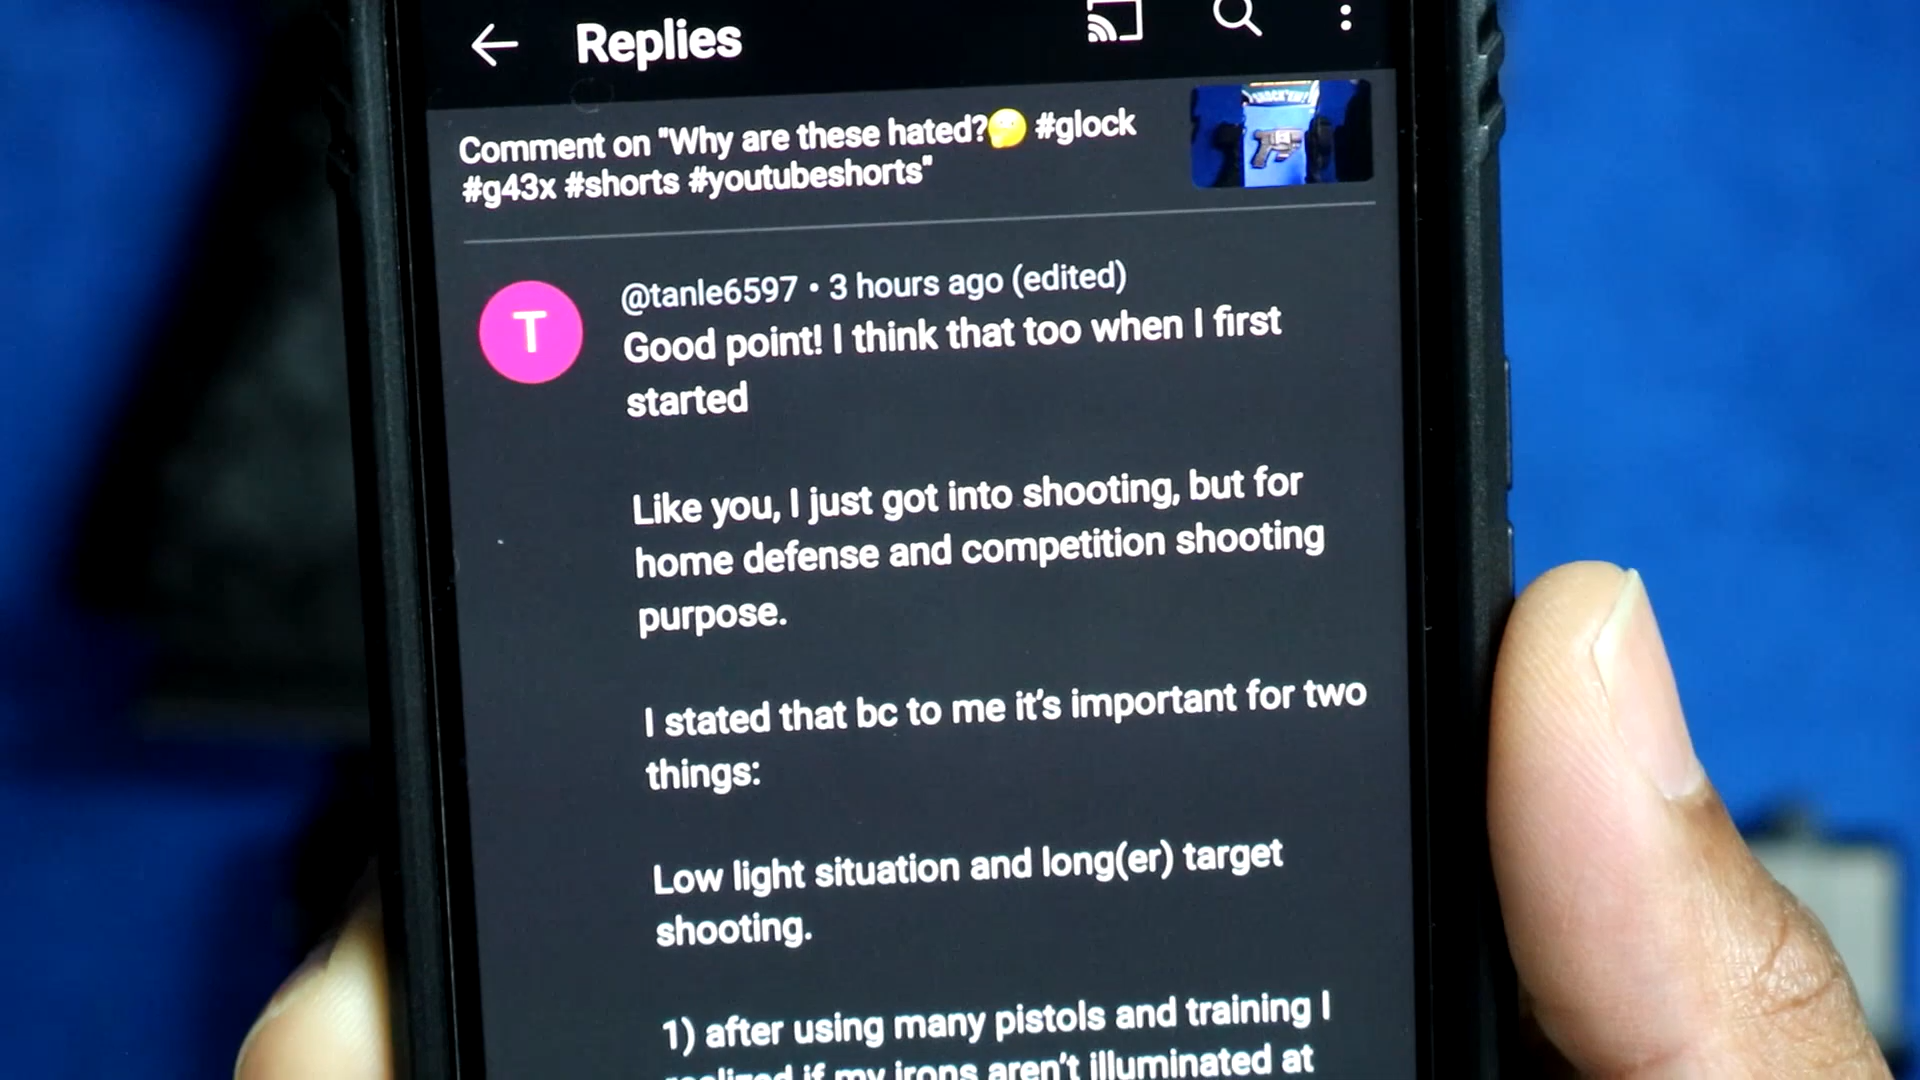 Replies
Comment on "Why are these hated?🤔 #glock
#g43x #shorts #youtubeshorts"
T
@tanle6597 • 3 hours ago (edited)
Good point! I think that too when I first
started
Like you, I just got into shooting, but for
home defense and competition shooting
purpose.
I stated that bc to me it's important for two
things:
Low light situation and long(er) target
shooting.
1) after using many pistols and training I
realized if my irons aren't illuminated at